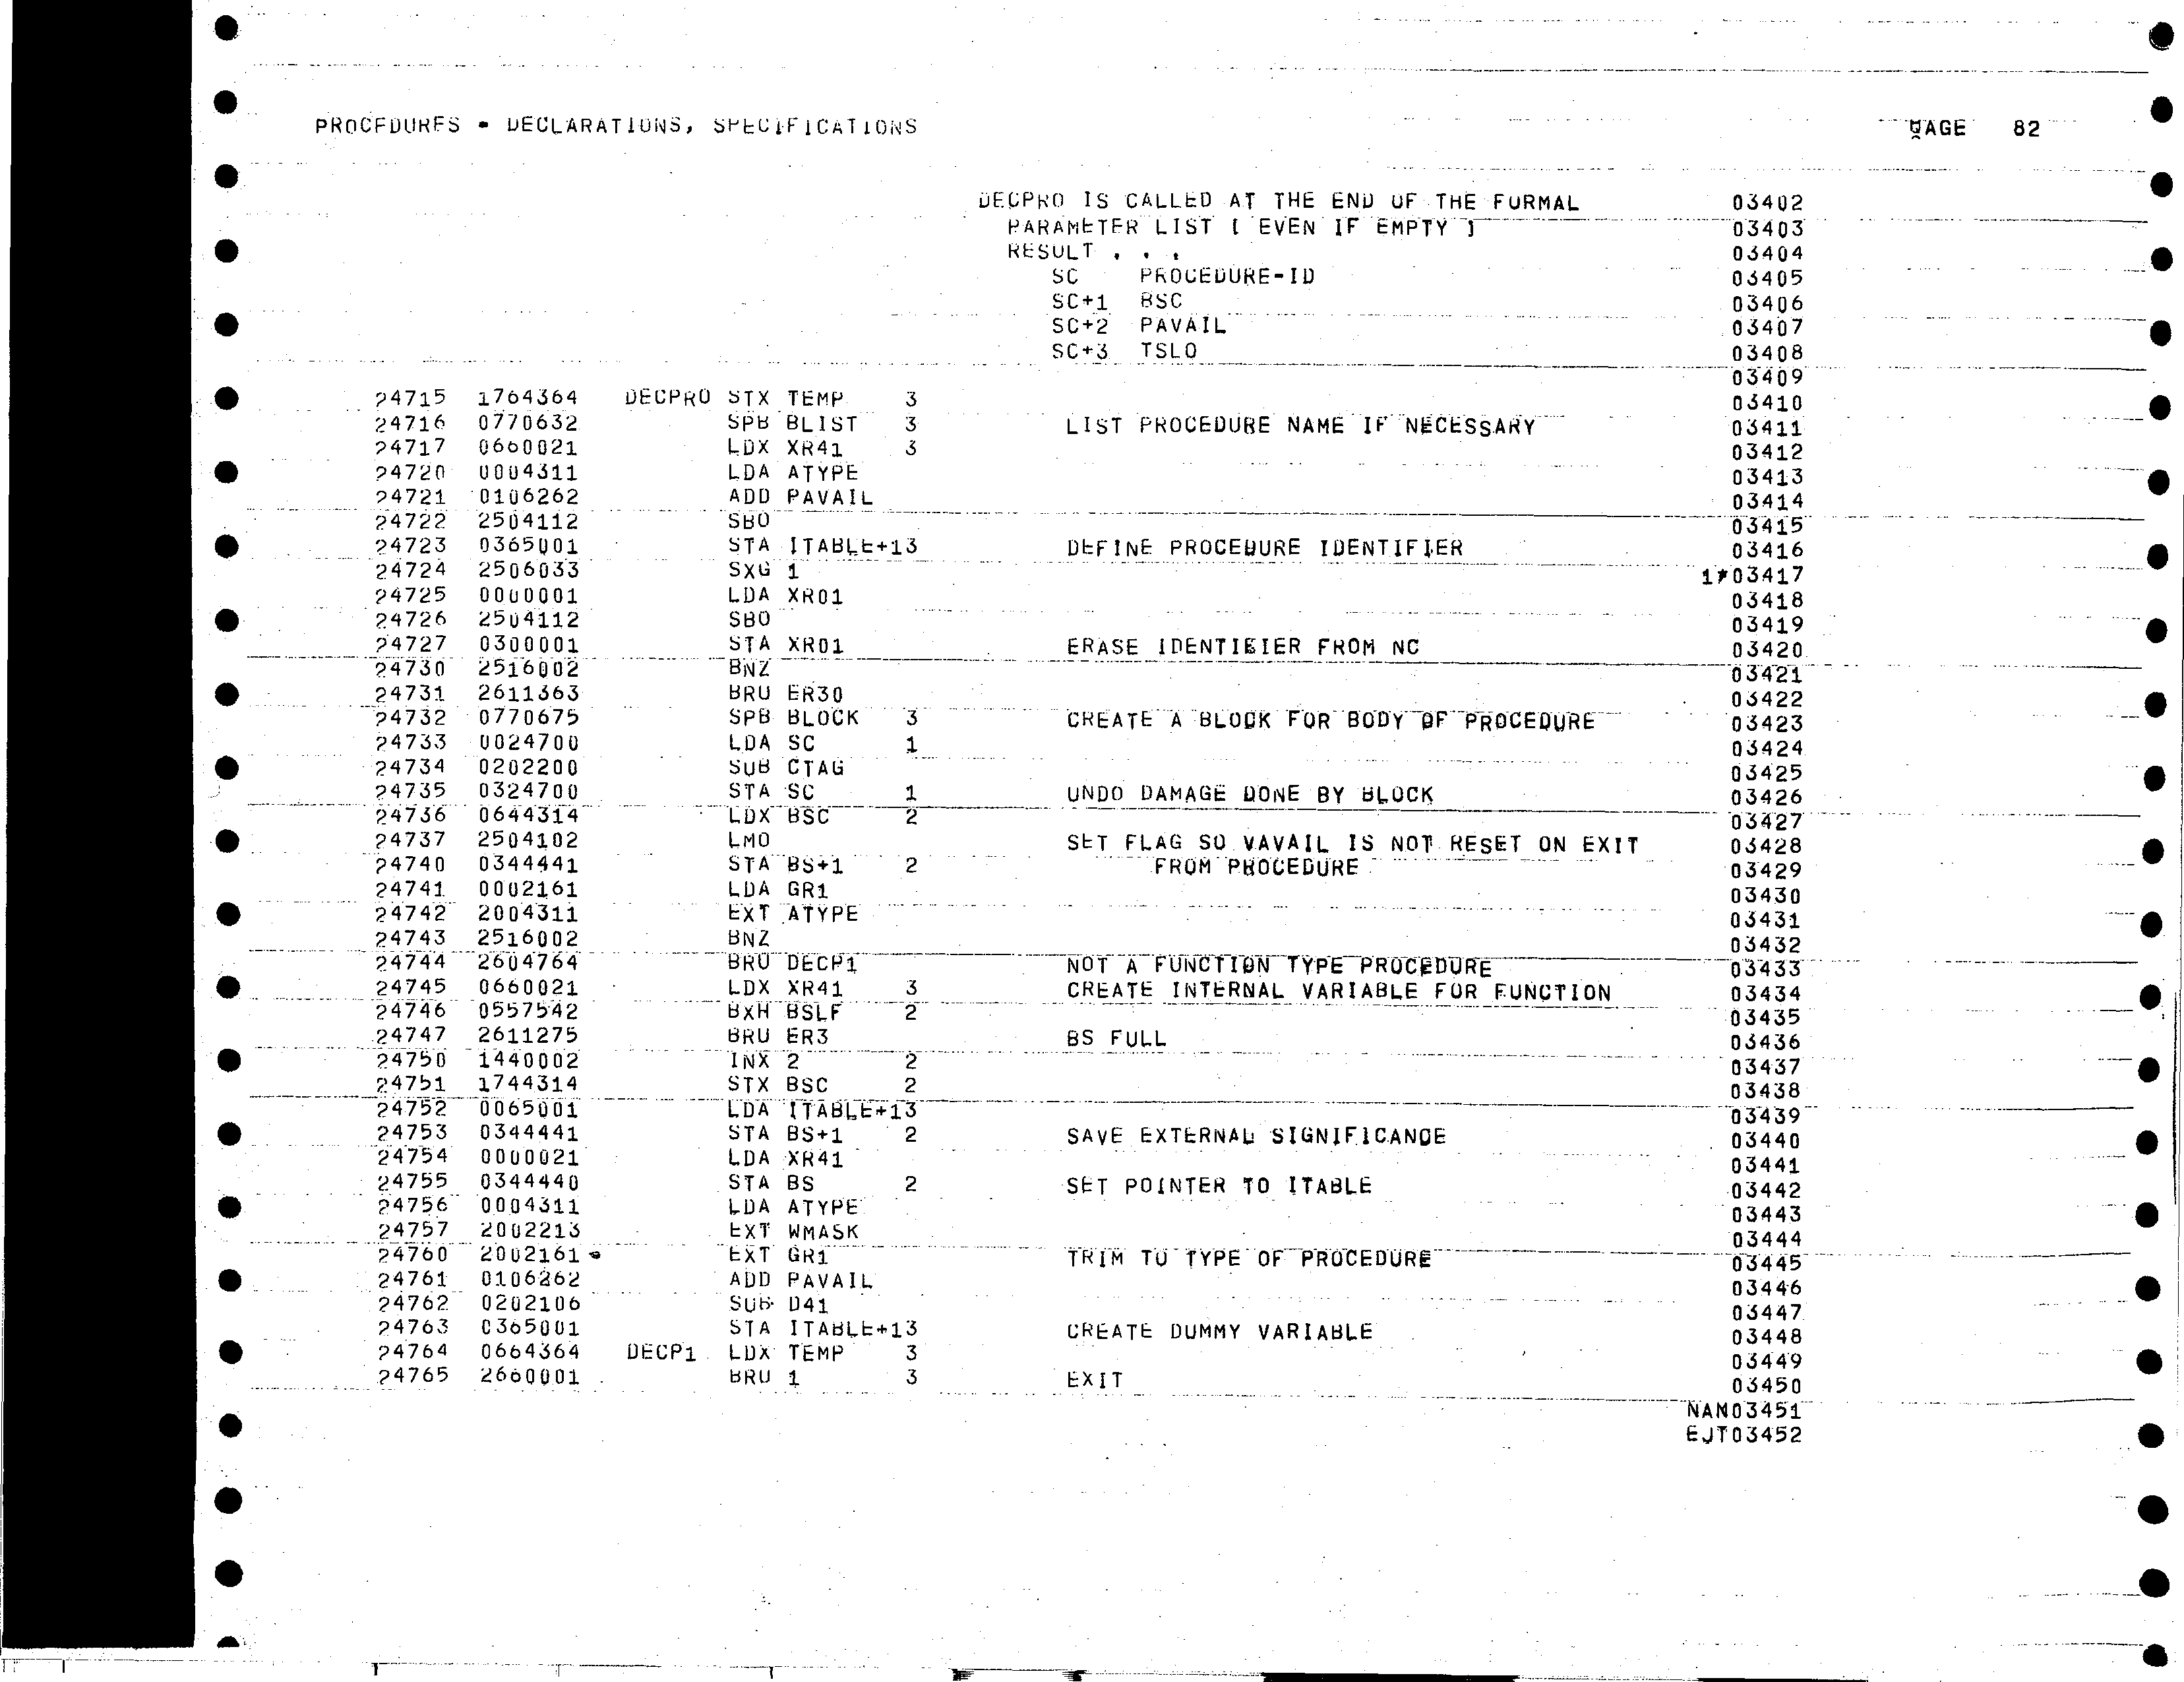 PROCEDURES - DECLARATIONS, SPECIFICATIONS PAGE 82
DECPRO IS CALLED AT THE END OF THE FORMAL 03402
PARAMETER LIST [ EVEN IF EMPTY ] 03403
RESULT . . . 03404
SC PROCEDURE-ID 03405
SC+1 BSC 03406
SC+2 PAVAIL 03407
SC+3 TSLO 03408
03409
24715 1764364 DECPRO STX TEMP 3 03410
24716 0770632 SPB BLIST 3 LIST PROCEDURE NAME IF NECESSARY 03411
24717 0660021 LDX XR41 3 03412
24720 0004311 LDA ATYPE 03413
24721 0106262 ADD PAVAIL 03414
24722 2504112 SBO 03415
24723 0365001 STA ITABLE+13 DEFINE PROCEDURE IDENTIFIER 03416
24724 2506033 SXG 1 1*03417
24725 0000001 LDA XR01 03418
24726 2504112 SBO 03419
24727 0300001 STA XR01 ERASE IDENTIFIER FROM NC 03420
24730 2516002 BNZ 03421
24731 2611363 BRU ER30 03422
24732 0770675 SPB BLOCK 3 CREATE A BLOCK FOR BODY OF PROCEDURE 03423
24733 0024700 LDA SC 1 03424
24734 0202200 SUB CTAG 03425
24735 0324700 STA SC 1 UNDO DAMAGE DONE BY BLOCK 03426
24736 0644314 LDX BSC 2 03427
24737 2504102 LMO SET FLAG SO VAVAIL IS NOT RESET ON EXIT 03428
24740 0344441 STA BS+1 2 FROM PROCEDURE 03429
24741 0002161 LDA GR1 03430
24742 2004311 EXT ATYPE 03431
24743 2516002 BNZ 03432
24744 2604764 BRU DECP1 NOT A FUNCTION TYPE PROCEDURE 03433
24745 0660021 LDX XR41 3 CREATE INTERNAL VARIABLE FOR FUNCTION 03434
24746 0557542 BXH BSLF 2 03435
24747 2611275 BRU ER3 BS FULL 03436
24750 1440002 INX 2 2 03437
24751 1744314 STX BSC 2 03438
24752 0065001 LDA ITABLE+13 03439
24753 0344441 STA BS+1 2 SAVE EXTERNAL SIGNIFICANCE 03440
24754 0000021 LDA XR41 03441
24755 0344440 STA BS 2 SET POINTER TO ITABLE 03442
24756 0004311 LDA ATYPE 03443
24757 2002213 EXT WMASK 03444
24760 2002161 EXT GR1 TRIM TO TYPE OF PROCEDURE 03445
24761 0106262 ADD PAVAIL 03446
24762 0202106 SUB D41 03447
24763 0365001 STA ITABLE+13 CREATE DUMMY VARIABLE 03448
24764 0664364 DECP1 LDX TEMP 3 03449
24765 2660001 BRU 1 3 EXIT 03450
NAN03451
EJT03452